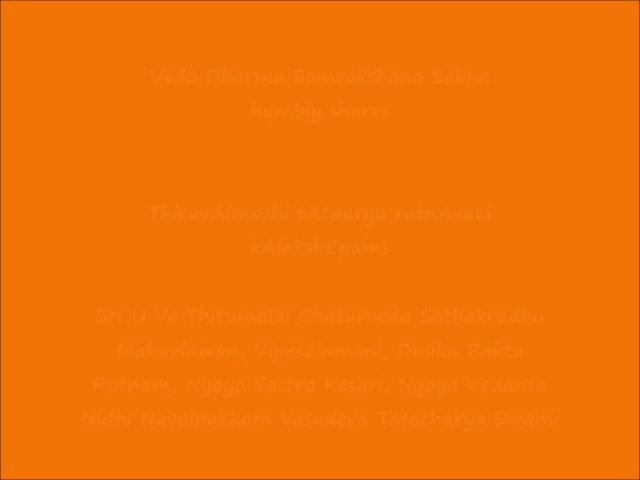 Veda Dharma Samrakshana Sabha
humbly shares
ThiruvAimozhi tAtparya ratnAvaLi
kAlakshEpams
Sri U Ve Thirumalai Chaturveda Sathakradhu
Mahavidwan, Vipascinmani, Desika Bakta
Ratnam, Nyaya Sastra Kesari, Nyaya Vedanta
Nidhi Navalpakkam Vasudeva Tatacharya Swami